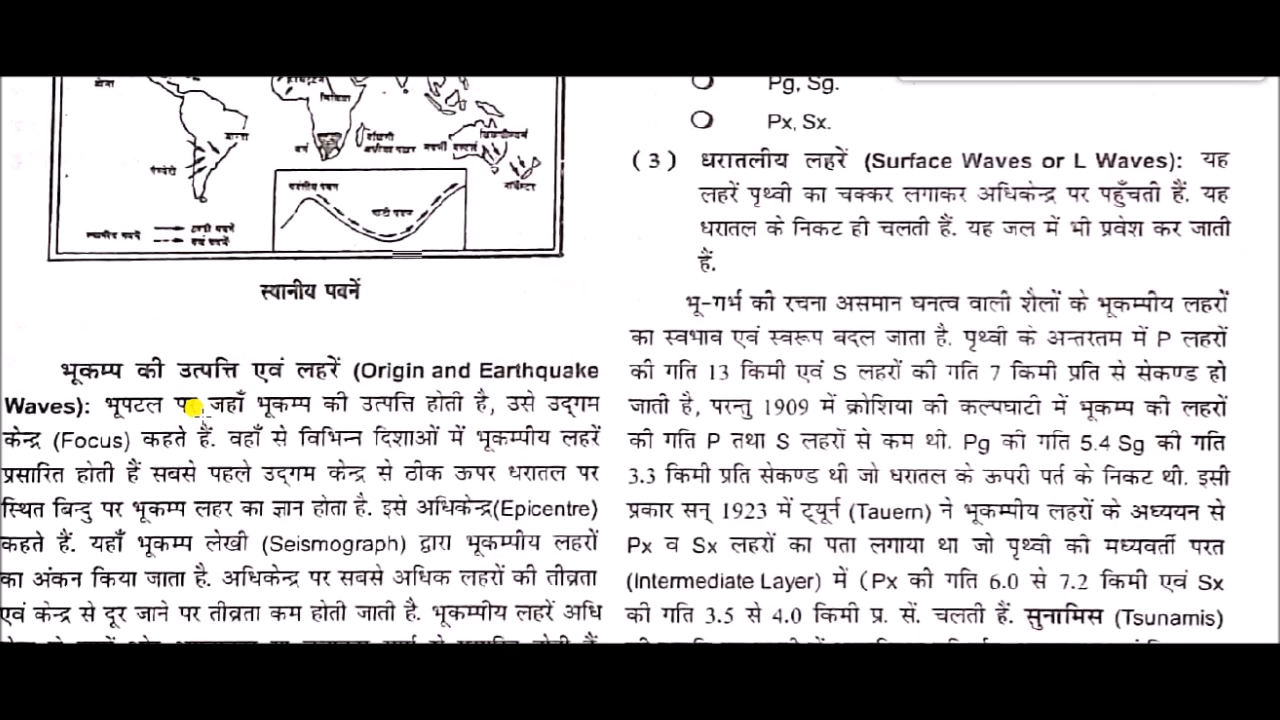 स्थानीय पवनें
भूकम्प की उत्पत्ति एवं लहरें (Origin and Earthquake
Waves): भूपटल पर जहाँ भूकम्प की उत्पत्ति होती है, उसे उद्गम
केन्द्र (Focus) कहते हैं. वहाँ से विभिन्न दिशाओं में भूकम्पीय लहरें
प्रसारित होती हैं सबसे पहले उद्गम केन्द्र से ठीक ऊपर धरातल पर
स्थित बिन्दु पर भूकम्प लहर का ज्ञान होता है. इसे अधिकेन्द्र(Epicentre)
कहते हैं. यहाँ भूकम्प लेखी (Seismograph) द्वारा भूकम्पीय लहरों
का अंकन किया जाता है. अधिकेन्द्र पर सबसे अधिक लहरों की तीव्रता
एवं केन्द्र से दूर जाने पर तीव्रता कम होती जाती है. भूकम्पीय लहरें अधि
Pg, Sg.
Px, Sx.
(3) धरातलीय लहरें (Surface Waves or L Waves): यह
लहरें पृथ्वी का चक्कर लगाकर अधिकेन्द्र पर पहुँचती हैं. यह
धरातल के निकट ही चलती हैं. यह जल में भी प्रवेश कर जाती
हैं.
भू-गर्भ की रचना असमान घनत्व वाली शैलों के भूकम्पीय लहरों
का स्वभाव एवं स्वरूप बदल जाता है. पृथ्वी के अन्तरतम में P लहरों
की गति 13 किमी एवं S लहरों की गति 7 किमी प्रति से सेकण्ड हो
जाती है, परन्तु 1909 में क्रोशिया की कल्पघाटी में भूकम्प की लहरों
की गति P तथा S लहरों से कम थी. Pg की गति 5.4 Sg की गति
3.3 किमी प्रति सेकण्ड थी जो धरातल के ऊपरी पर्त के निकट थी. इसी
प्रकार सन् 1923 में ट्यूर्न (Tauern) ने भूकम्पीय लहरों के अध्ययन से
Px व Sx लहरों का पता लगाया था जो पृथ्वी की मध्यवर्ती परत
(Intermediate Layer) में (Px की गति 6.0 से 7.2 किमी एवं Sx
की गति 3.5 से 4.0 किमी प्र. सें. चलती हैं. सुनामिस (Tsunamis)